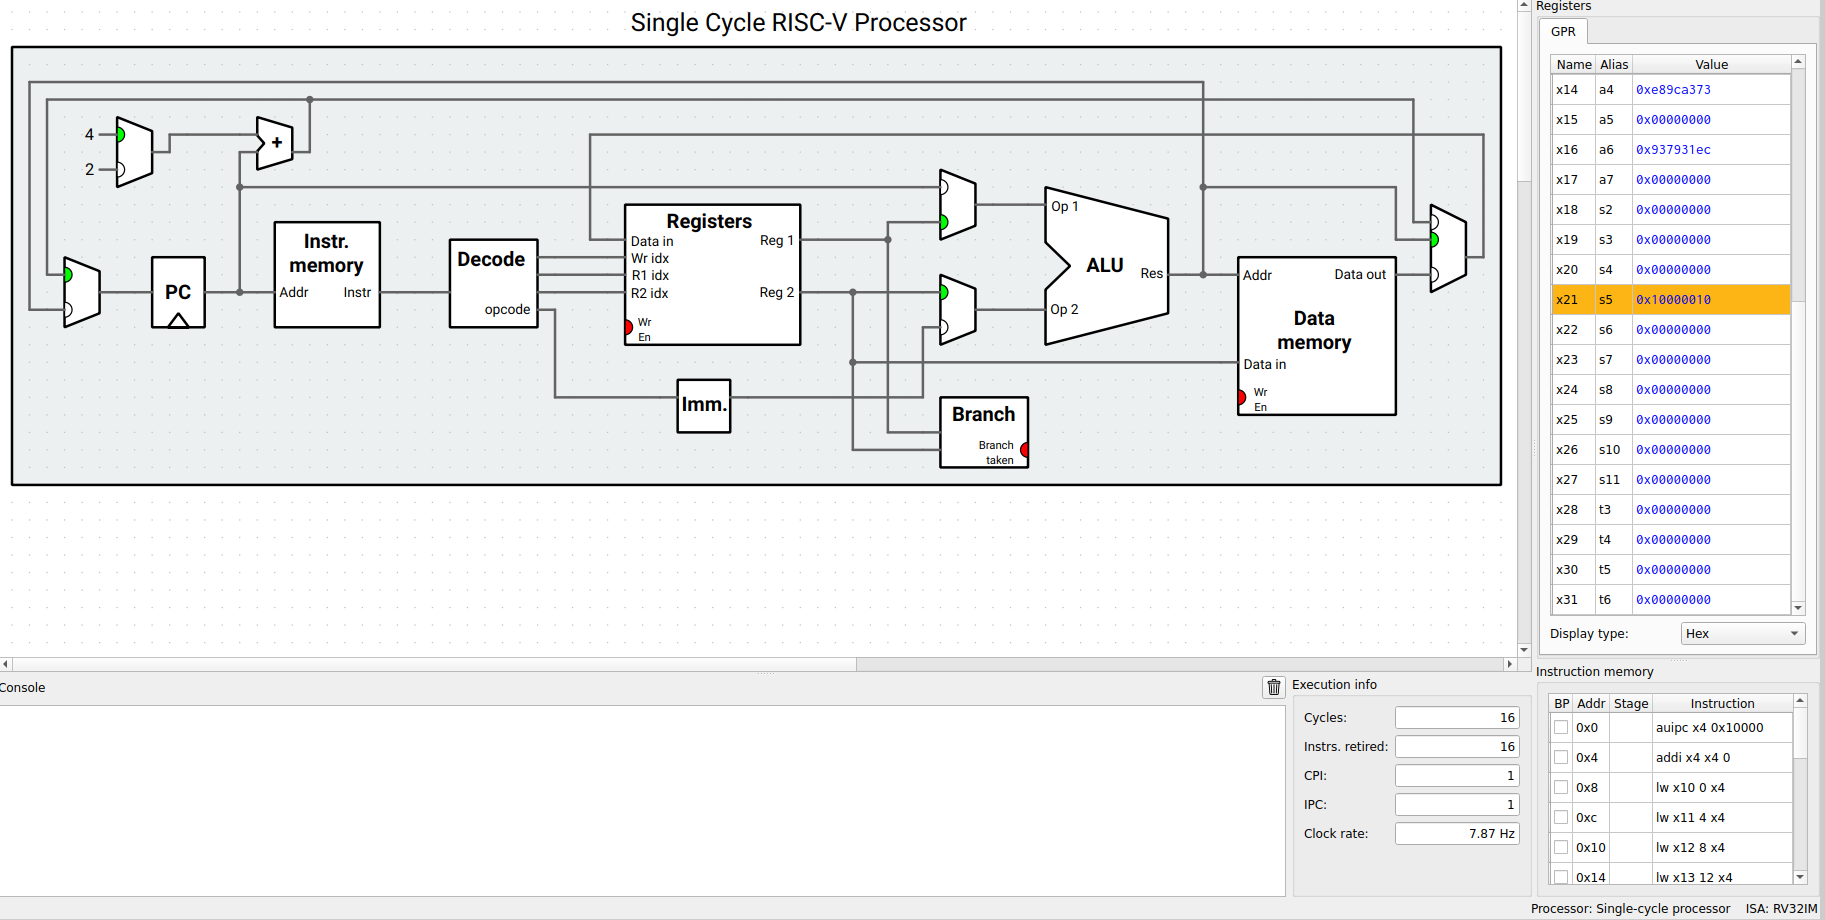 Single Cycle RISC-V Processor
4
2
+
PC
Instr.
memory
Addr
Instr
Decode
opcode
Registers
Data in
Wr idx
R1 idx
R2 idx
Wr
En
Reg 1
Reg 2
Imm.
Op 1
Op 2
ALU
Res
Branch
Branch
taken
Addr
Data out
Data
memory
Data in
Wr
En
Registers
GPR
Name Alias Value
x14 a4 0xe89ca373
x15 a5 0x00000000
x16 a6 0x937931ec
x17 a7 0x00000000
x18 s2 0x00000000
x19 s3 0x00000000
x20 s4 0x00000000
x21 s5 0x10000010
x22 s6 0x00000000
x23 s7 0x00000000
x24 s8 0x00000000
x25 s9 0x00000000
x26 s10 0x00000000
x27 s11 0x00000000
x28 t3 0x00000000
x29 t4 0x00000000
x30 t5 0x00000000
x31 t6 0x00000000
Display type: Hex
Console
Execution info
Cycles: 16
Instrs. retired: 16
CPI: 1
IPC: 1
Clock rate: 7.87 Hz
Instruction memory
BP Addr Stage Instruction
0x0 auipc x4 0x10000
0x4 addi x4 x4 0
0x8 lw x10 0 x4
0xc lw x11 4 x4
0x10 lw x12 8 x4
0x14 lw x13 12 x4
Processor: Single-cycle processor ISA: RV32IM